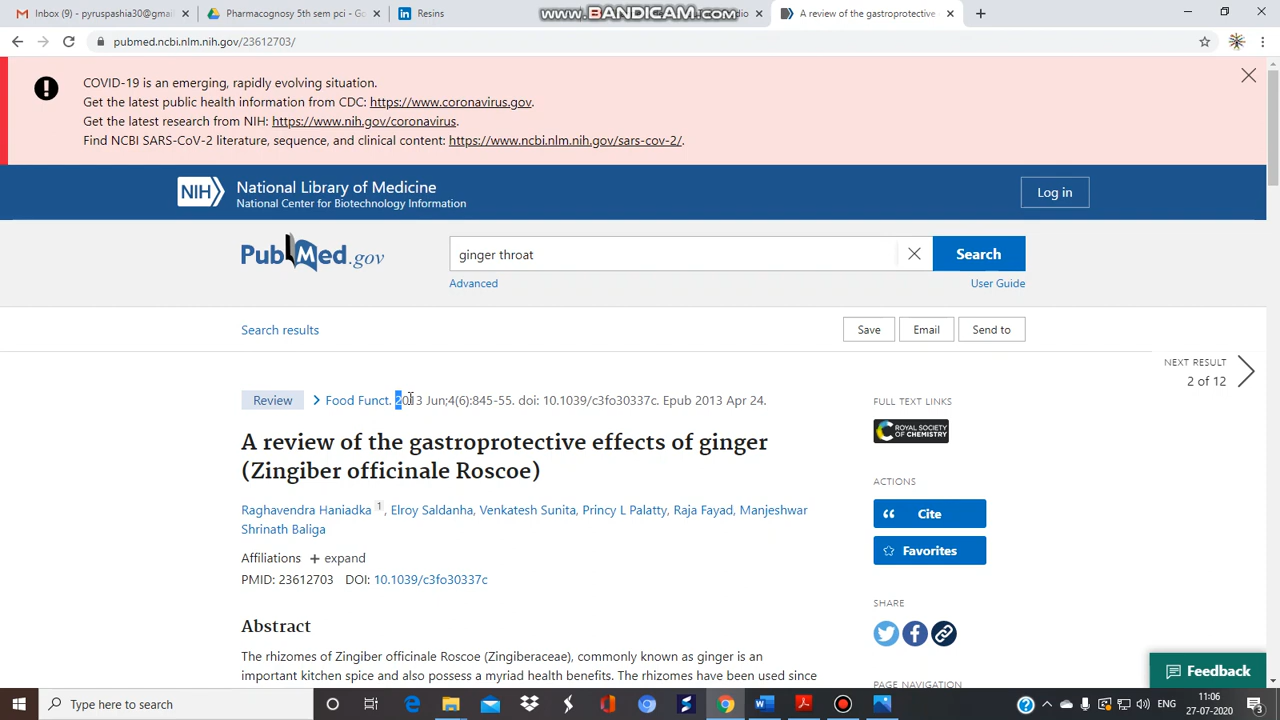 Inbox (9) - pyruspashia30@gmai
Pharmacognosy 5th sem pci - Goo
Resins
WWW.BANDICAM.COM
A review of the gastroprotective
pubmed.ncbi.nlm.nih.gov/23612703/
COVID-19 is an emerging, rapidly evolving situation.
Get the latest public health information from CDC: https://www.coronavirus.gov.
Get the latest research from NIH: https://www.nih.gov/coronavirus.
Find NCBI SARS-CoV-2 literature, sequence, and clinical content: https://www.ncbi.nlm.nih.gov/sars-cov-2/.
NIH National Library of Medicine
National Center for Biotechnology Information
Log in
PubMed.gov
ginger throat
Search
Advanced
User Guide
Search results
Save
Email
Send to
NEXT RESULT
2 of 12
Review
Food Funct. 2013 Jun;4(6):845-55. doi: 10.1039/c3fo30337c. Epub 2013 Apr 24.
A review of the gastroprotective effects of ginger
(Zingiber officinale Roscoe)
Raghavendra Haniadka 1, Elroy Saldanha, Venkatesh Sunita, Princy L Palatty, Raja Fayad, Manjeshwar
Shrinath Baliga
Affiliations + expand
PMID: 23612703 DOI: 10.1039/c3fo30337c
Abstract
The rhizomes of Zingiber officinale Roscoe (Zingiberaceae), commonly known as ginger is an
important kitchen spice and also possess health benefits. The rhizomes have been used since
FULL TEXT LINKS
ROYAL SOCIETY OF CHEMISTRY
ACTIONS
Cite
Favorites
SHARE
PAGE NAVIGATION
Feedback
Type here to search
11:06
27-07-2020
3